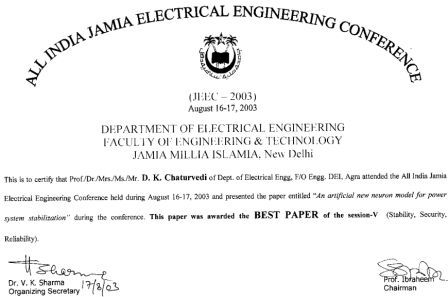 ALL INDIA JAMIA ELECTRICAL ENGINEERING CONFERENCE
(JEEC – 2003)
August 16-17, 2003
DEPARTMENT OF ELECTRICAL ENGINEERING
FACULTY OF ENGINEERING & TECHNOLOGY
JAMIA MILLIA ISLAMIA, New Delhi
This is to certify that Prof/Dr./Mrs./Ms./Mr. D. K. Chaturvedi of Dept. of Electrical Engg, F/O Engg. DEI, Agra attended the All India Jamia
Electrical Engineering Conference held during August 16-17, 2003 and presented the paper entitled "An artificial new neuron model for power
system stabilization" during the conference. This paper was awarded the BEST PAPER of the session-V (Stability, Security,
Reliability).
Dr. V. K. Sharma 17/8/03
Organizing Secretary
Prof. Ibraheem
Chairman